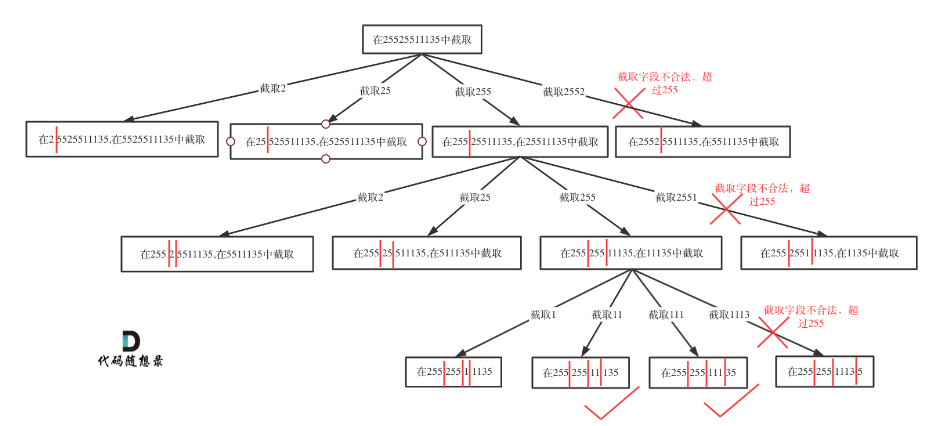 在25525511135中截取
截取2
截取25
截取255
截取2552
截取字段不合法，超
过255
在2 5525511135,在5525511135中截取
在25 525511135,在525511135中截取
在255 25511135,在25511135中截取
在2552 5511135,在5511135中截取
截取2
截取25
截取255
截取2551
截取字段不合法，超
过255
在255 2 5511135,在5511135中截取
在255 25 511135,在511135中截取
在255 255 11135,在11135中截取
在255 2551 1135,在1135中截取
截取1
截取11
截取111
截取1113
截取字段不合法，超
过255
在255 255 1 1135
在255 255 11 135
在255 255 111 35
在255 255 1113 5
代码随想录